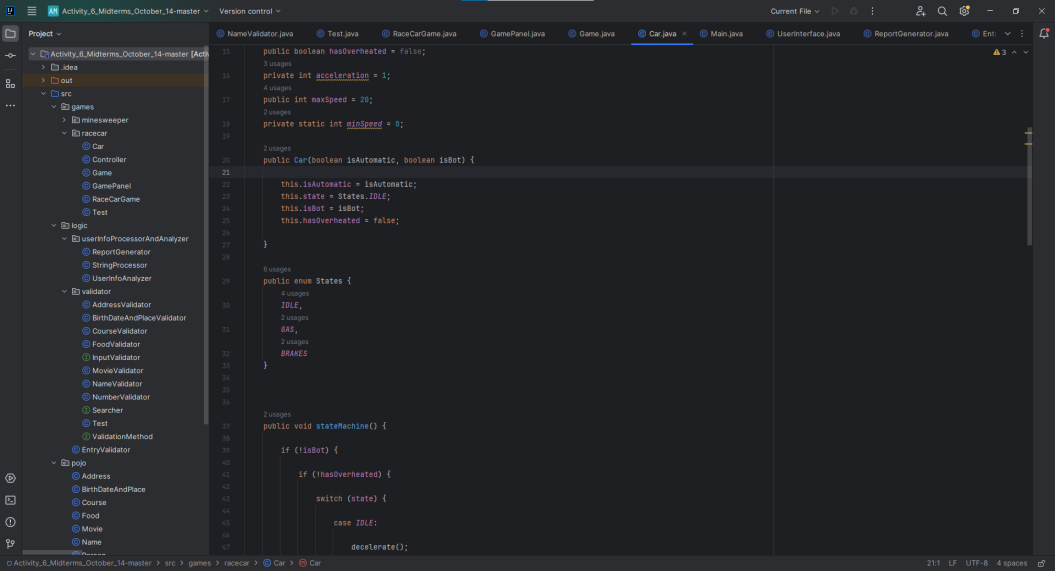 Activity_6_Midterms_October_14-master Version control Current File
Project NameValidator.java Test.java RaceCarGame.java GamePanel.java Game.java Car.java Main.java UserInterface.java ReportGenerator.java Ent
Activity_6_Midterms_October_14-master
.idea
out
src
games
minesweeper
racecar
Car
Controller
Game
GamePanel
RaceCarGame
Test
logic
userInfoProcessorAndAnalyzer
ReportGenerator
StringProcessor
UserInfoAnalyzer
validator
AddressValidator
BirthDateAndPlaceValidator
CourseValidator
FoodValidator
InputValidator
MovieValidator
NameValidator
NumberValidator
Searcher
Test
ValidationMethod
EntryValidator
pojo
Address
BirthDateAndPlace
Course
Food
Movie
Name
3
15 public boolean hasOverheated = false;
3 usages
16 private int acceleration = 1;
4 usages
17 public int maxSpeed = 20;
2 usages
18 private static int minSpeed = 0;
19
2 usages
20 public Car(boolean isAutomatic, boolean isBot) {
21
22 this.isAutomatic = isAutomatic;
23 this.state = States.IDLE;
24 this.isBot = isBot;
25 this.hasOverheated = false;
26
27 }
28
6 usages
29 public enum States {
4 usages
30 IDLE,
2 usages
31 GAS,
2 usages
32 BRAKES
33 }
34
35
36
2 usages
37 public void stateMachine() {
38
39 if (!isBot) {
40
41 if (!hasOverheated) {
42
43 switch (state) {
44
45 case IDLE:
46
47 decelerate();
Activity_6_Midterms_October_14-master > src > games > racecar > Car > Car 21:1 LF UTF-8 4 spaces